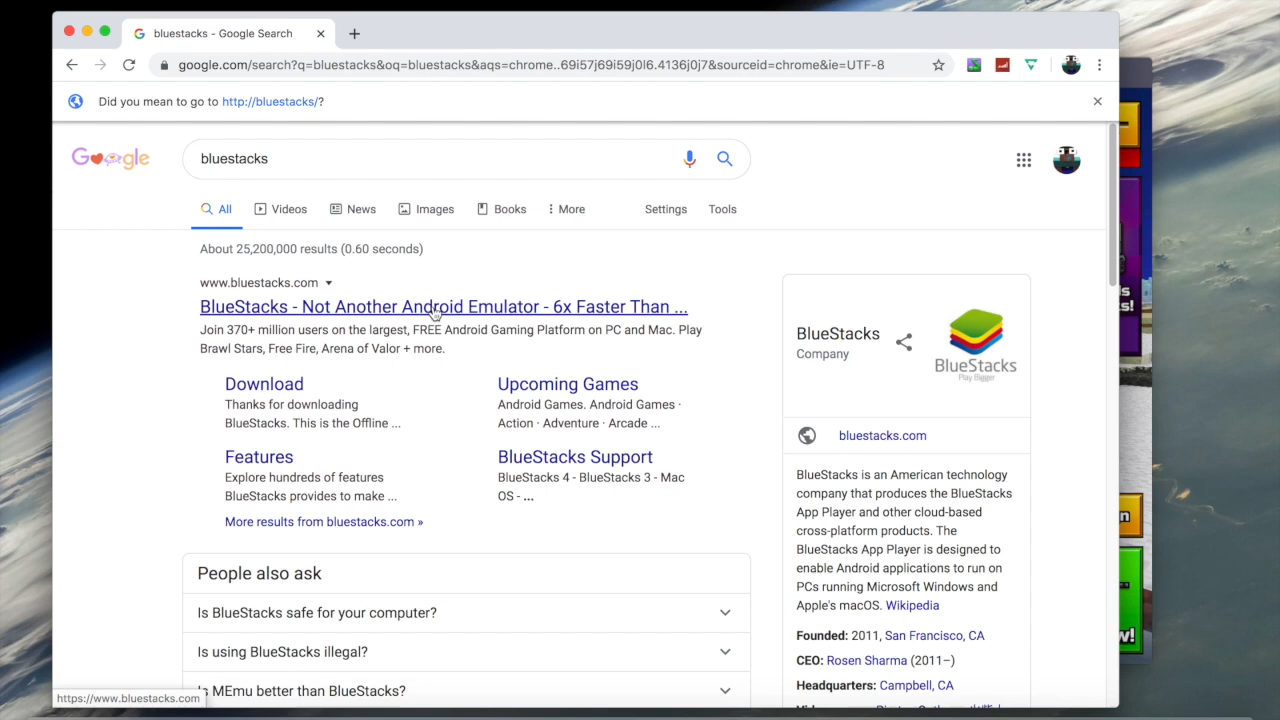 bluestacks - Google Search
google.com/search?q=bluestacks&oq=bluestacks&aqs=chrome..69i57j69i59j0l6.4136j0j7&sourceid=chrome&ie=UTF-8
Did you mean to go to http://bluestacks/?
Google
bluestacks
All Videos News Images Books More Settings Tools
About 25,200,000 results (0.60 seconds)
www.bluestacks.com
BlueStacks - Not Another Android Emulator - 6x Faster Than ...
Join 370+ million users on the largest, FREE Android Gaming Platform on PC and Mac. Play
Brawl Stars, Free Fire, Arena of Valor + more.
Download
Thanks for downloading
BlueStacks. This is the Offline ...
Upcoming Games
Android Games. Android Games ·
Action · Adventure · Arcade ...
Features
Explore hundreds of features
BlueStacks provides to make ...
BlueStacks Support
BlueStacks 4 - BlueStacks 3 - Mac
OS - ...
More results from bluestacks.com »
People also ask
Is BlueStacks safe for your computer?
Is using BlueStacks illegal?
Is MEmu better than BlueStacks?
https://www.bluestacks.com
BlueStacks
Company
BlueStacks
Play Bigger
bluestacks.com
BlueStacks is an American technology
company that produces the BlueStacks
App Player and other cloud-based
cross-platform products. The
BlueStacks App Player is designed to
enable Android applications to run on
PCs running Microsoft Windows and
Apple's macOS. Wikipedia
Founded: 2011, San Francisco, CA
CEO: Rosen Sharma (2011–)
Headquarters: Campbell, CA
s!
n
w!